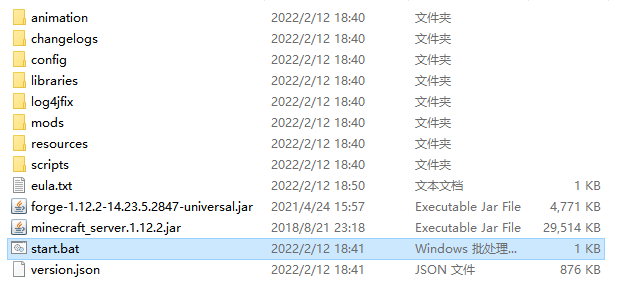 animation 2022/2/12 18:40 文件夹
changelogs 2022/2/12 18:40 文件夹
config 2022/2/12 18:40 文件夹
libraries 2022/2/12 18:40 文件夹
log4jfix 2022/2/12 18:40 文件夹
mods 2022/2/12 18:40 文件夹
resources 2022/2/12 18:40 文件夹
scripts 2022/2/12 18:40 文件夹
eula.txt 2022/2/12 18:50 文本文档 1 KB
forge-1.12.2-14.23.5.2847-universal.jar 2021/4/24 15:57 Executable Jar File 4,771 KB
minecraft_server.1.12.2.jar 2018/8/21 23:18 Executable Jar File 29,514 KB
start.bat 2022/2/12 18:41 Windows 批处理... 1 KB
version.json 2022/2/12 18:41 JSON 文件 876 KB